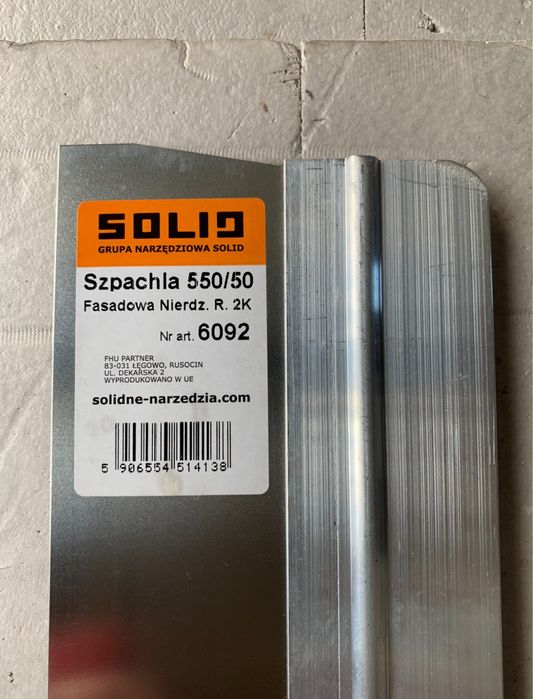 SOLID
GRUPA NARZĘDZIOWA SOLID
Szpachla 550/50
Fasadowa Nierdz. R. 2K
Nr art. 6092
FHU PARTNER
83-031 ŁĘGOWO, RUSOCIN
UL. DEKARSKA 2
WYPRODUKOWANO W UE
solidne-narzedzia.com
5 906554 514138